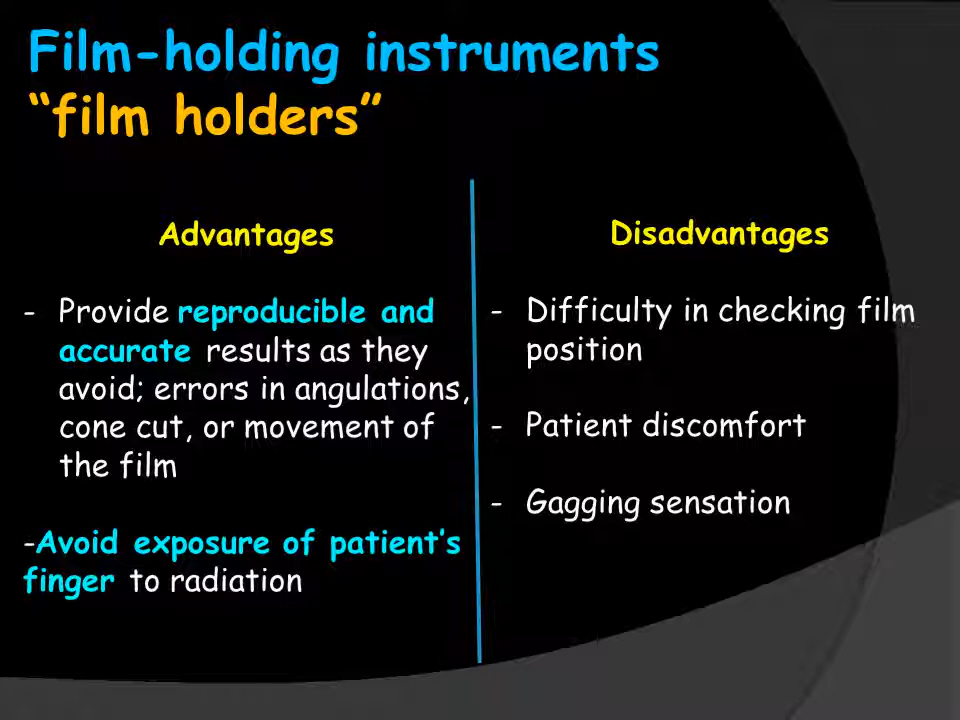 Film-holding instruments
“film holders”
Advantages
- Provide reproducible and
accurate results as they
avoid; errors in angulations,
cone cut, or movement of
the film
-Avoid exposure of patient’s
finger to radiation
Disadvantages
- Difficulty in checking film
position
- Patient discomfort
- Gagging sensation